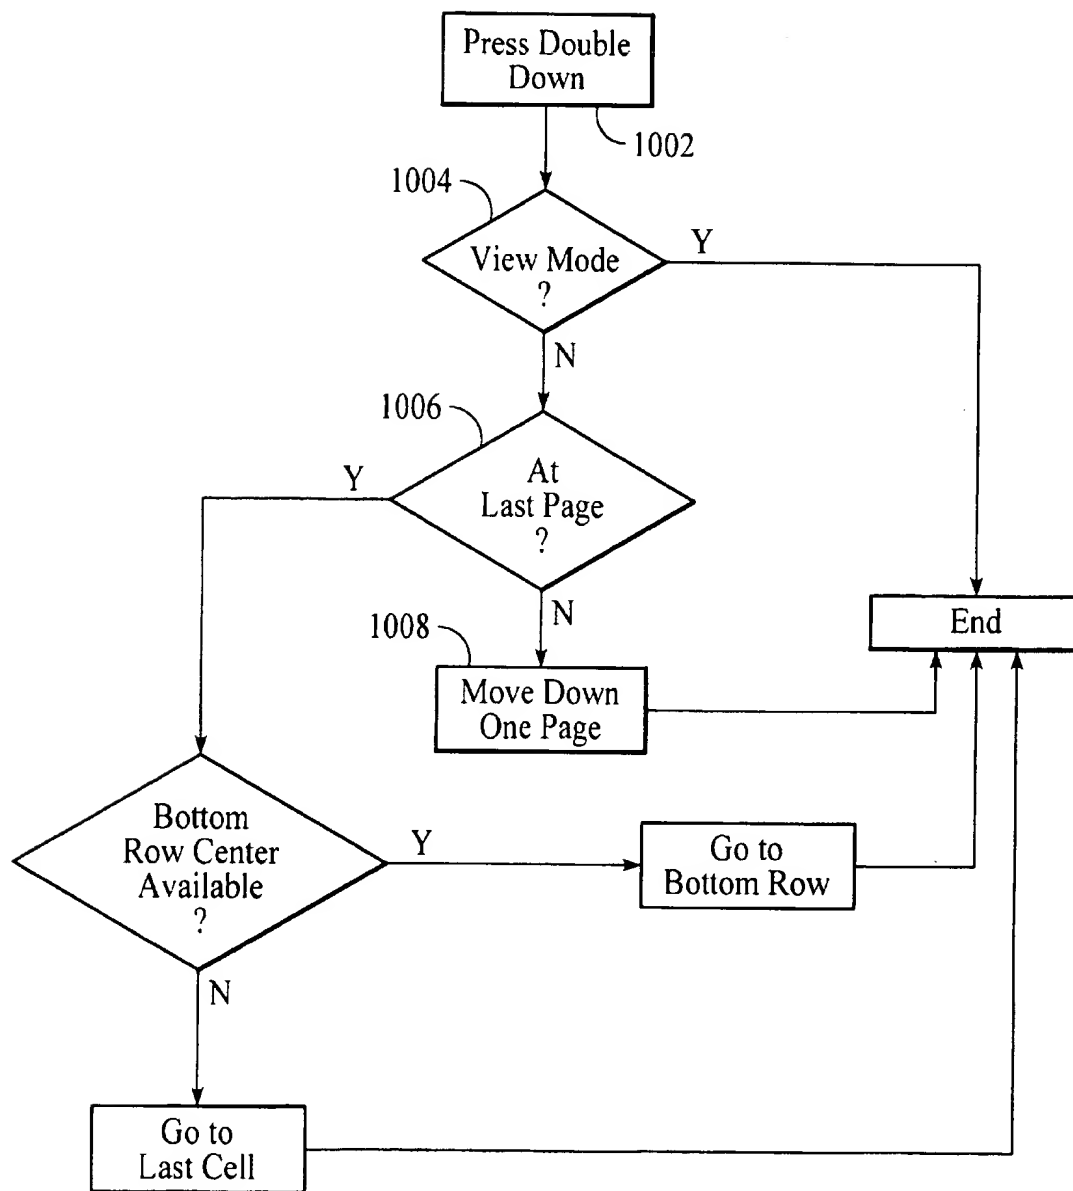 Press Double
Down
1002
1004
View Mode
?
Y
N
1006
At
Last Page
?
Y
N
End
1008
Move Down
One Page
Bottom
Row Center
Available
?
Y
Go to
Bottom Row
N
Go to
Last Cell